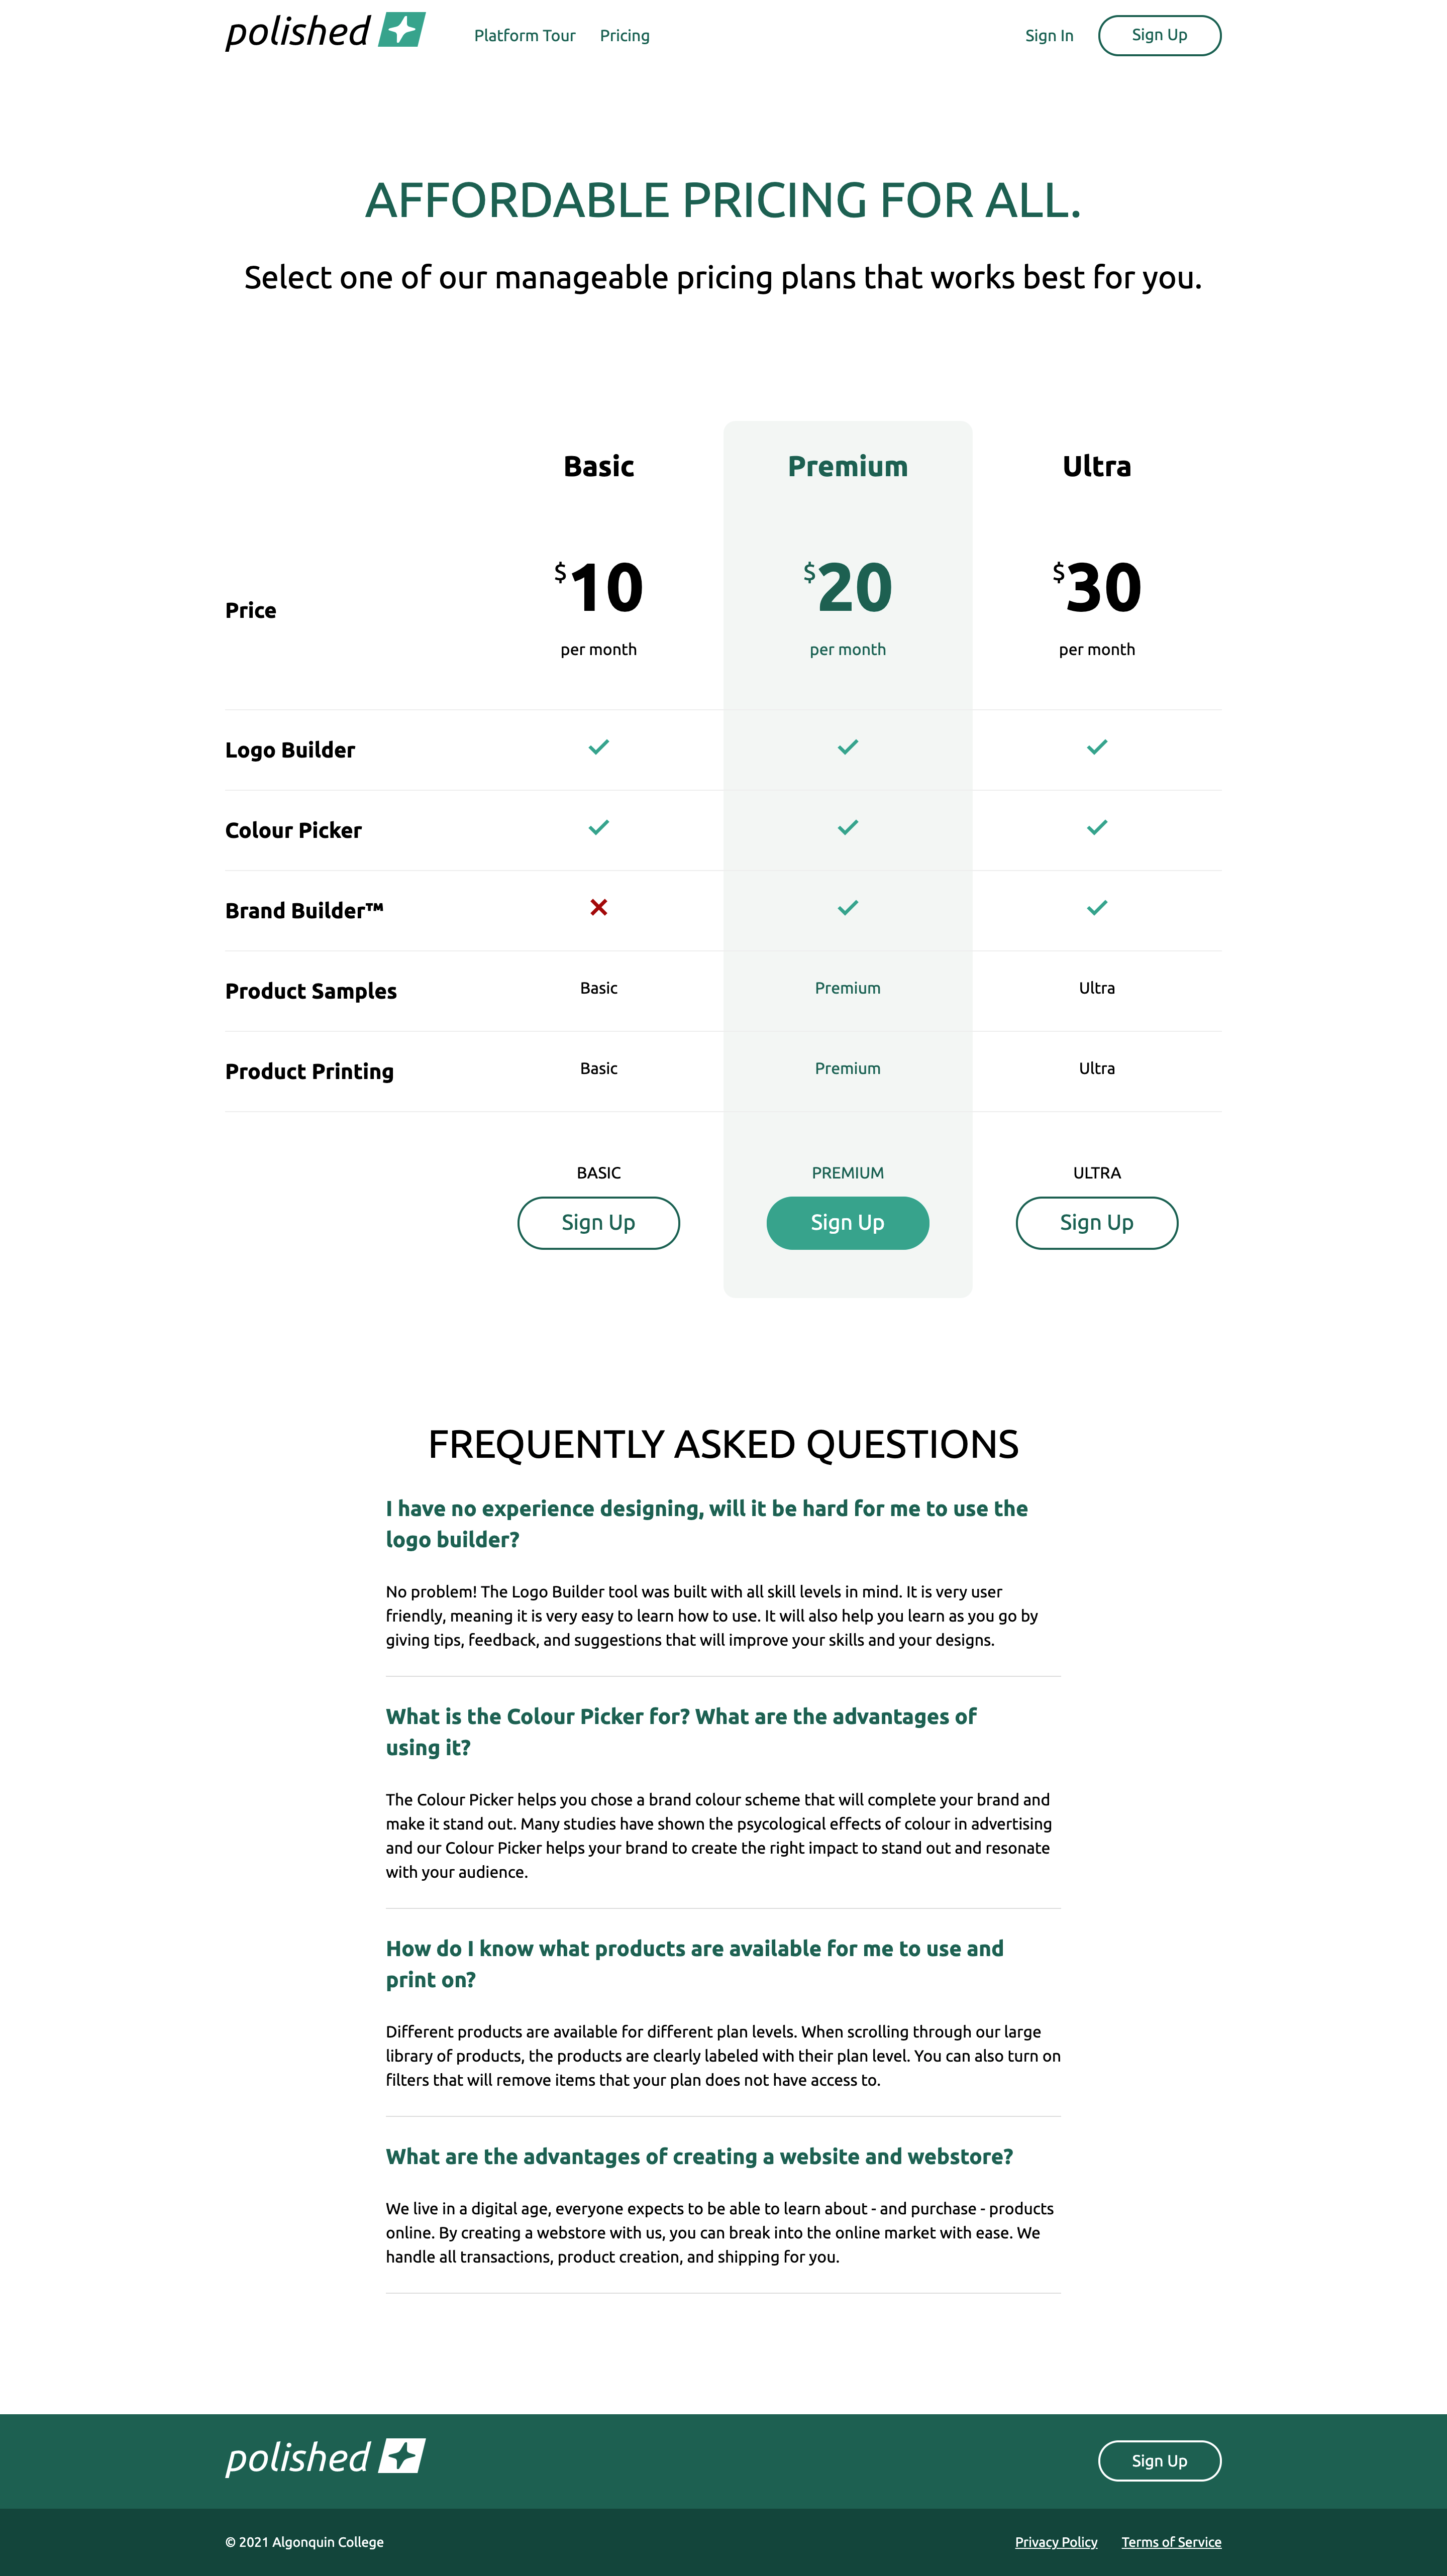 polished
Platform Tour
Pricing
Sign In
Sign Up
AFFORDABLE PRICING FOR ALL.
Select one of our manageable pricing plans that works best for you.
Basic Premium Ultra
Price $10 $20 $30
per month per month per month
Logo Builder
Colour Picker
Brand Builder™
Product Samples Basic Premium Ultra
Product Printing Basic Premium Ultra
BASIC PREMIUM ULTRA
Sign Up Sign Up Sign Up
FREQUENTLY ASKED QUESTIONS
I have no experience designing, will it be hard for me to use the
logo builder?
No problem! The Logo Builder tool was built with all skill levels in mind. It is very user
friendly, meaning it is very easy to learn how to use. It will also help you learn as you go by
giving tips, feedback, and suggestions that will improve your skills and your designs.
What is the Colour Picker for? What are the advantages of
using it?
The Colour Picker helps you chose a brand colour scheme that will complete your brand and
make it stand out. Many studies have shown the psycological effects of colour in advertising
and our Colour Picker helps your brand to create the right impact to stand out and resonate
with your audience.
How do I know what products are available for me to use and
print on?
Different products are available for different plan levels. When scrolling through our large
library of products, the products are clearly labeled with their plan level. You can also turn on
filters that will remove items that your plan does not have access to.
What are the advantages of creating a website and webstore?
We live in a digital age, everyone expects to be able to learn about - and purchase - products
online. By creating a webstore with us, you can break into the online market with ease. We
handle all transactions, product creation, and shipping for you.
polished
Sign Up
© 2021 Algonquin College
Privacy Policy
Terms of Service